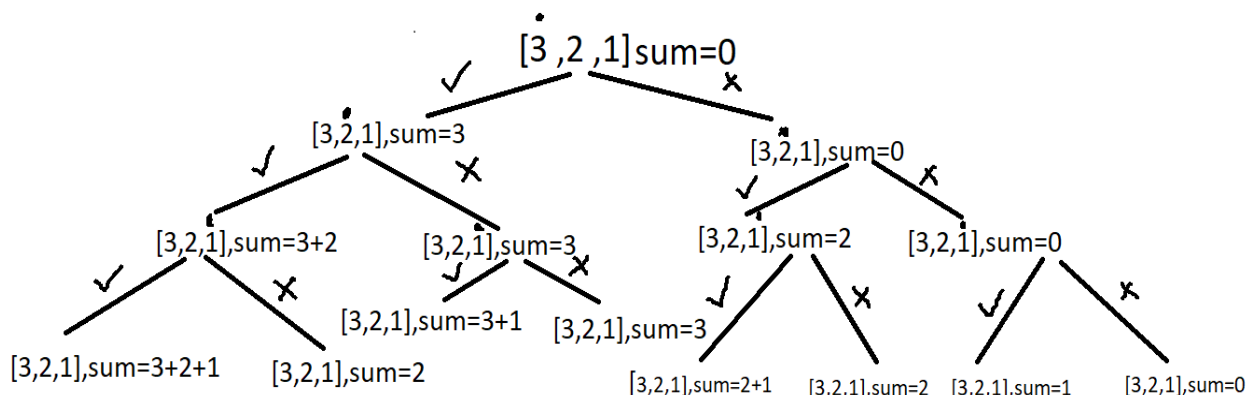 [3 ,2 ,1] sum=0
[3,2,1],sum=3
[3,2,1],sum=0
[3,2,1],sum=3+2
[3,2,1],sum=3
[3,2,1],sum=2
[3,2,1],sum=0
[3,2,1],sum=3+2+1
[3,2,1],sum=2
[3,2,1],sum=3+1
[3,2,1],sum=3
[3,2,1],sum=2+1
[3,2,1],sum=2
[3,2,1],sum=1
[3,2,1],sum=0